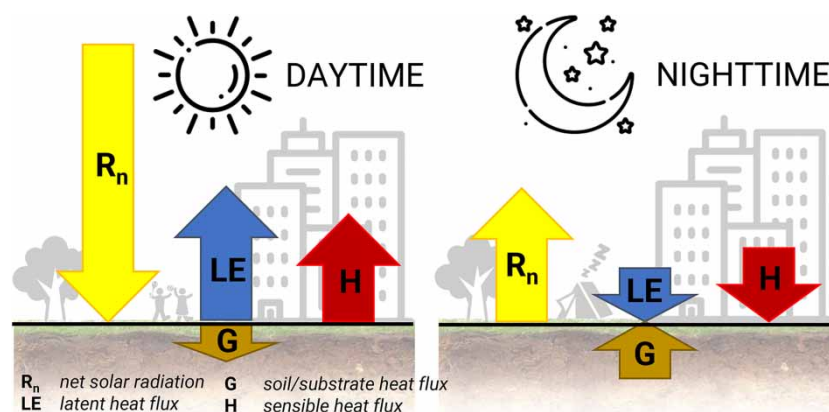 DAYTIME
Rn
LE
H
G
NIGHTTIME
Rn
LE
H
G
Rn net solar radiation G soil/substrate heat flux
LE latent heat flux H sensible heat flux